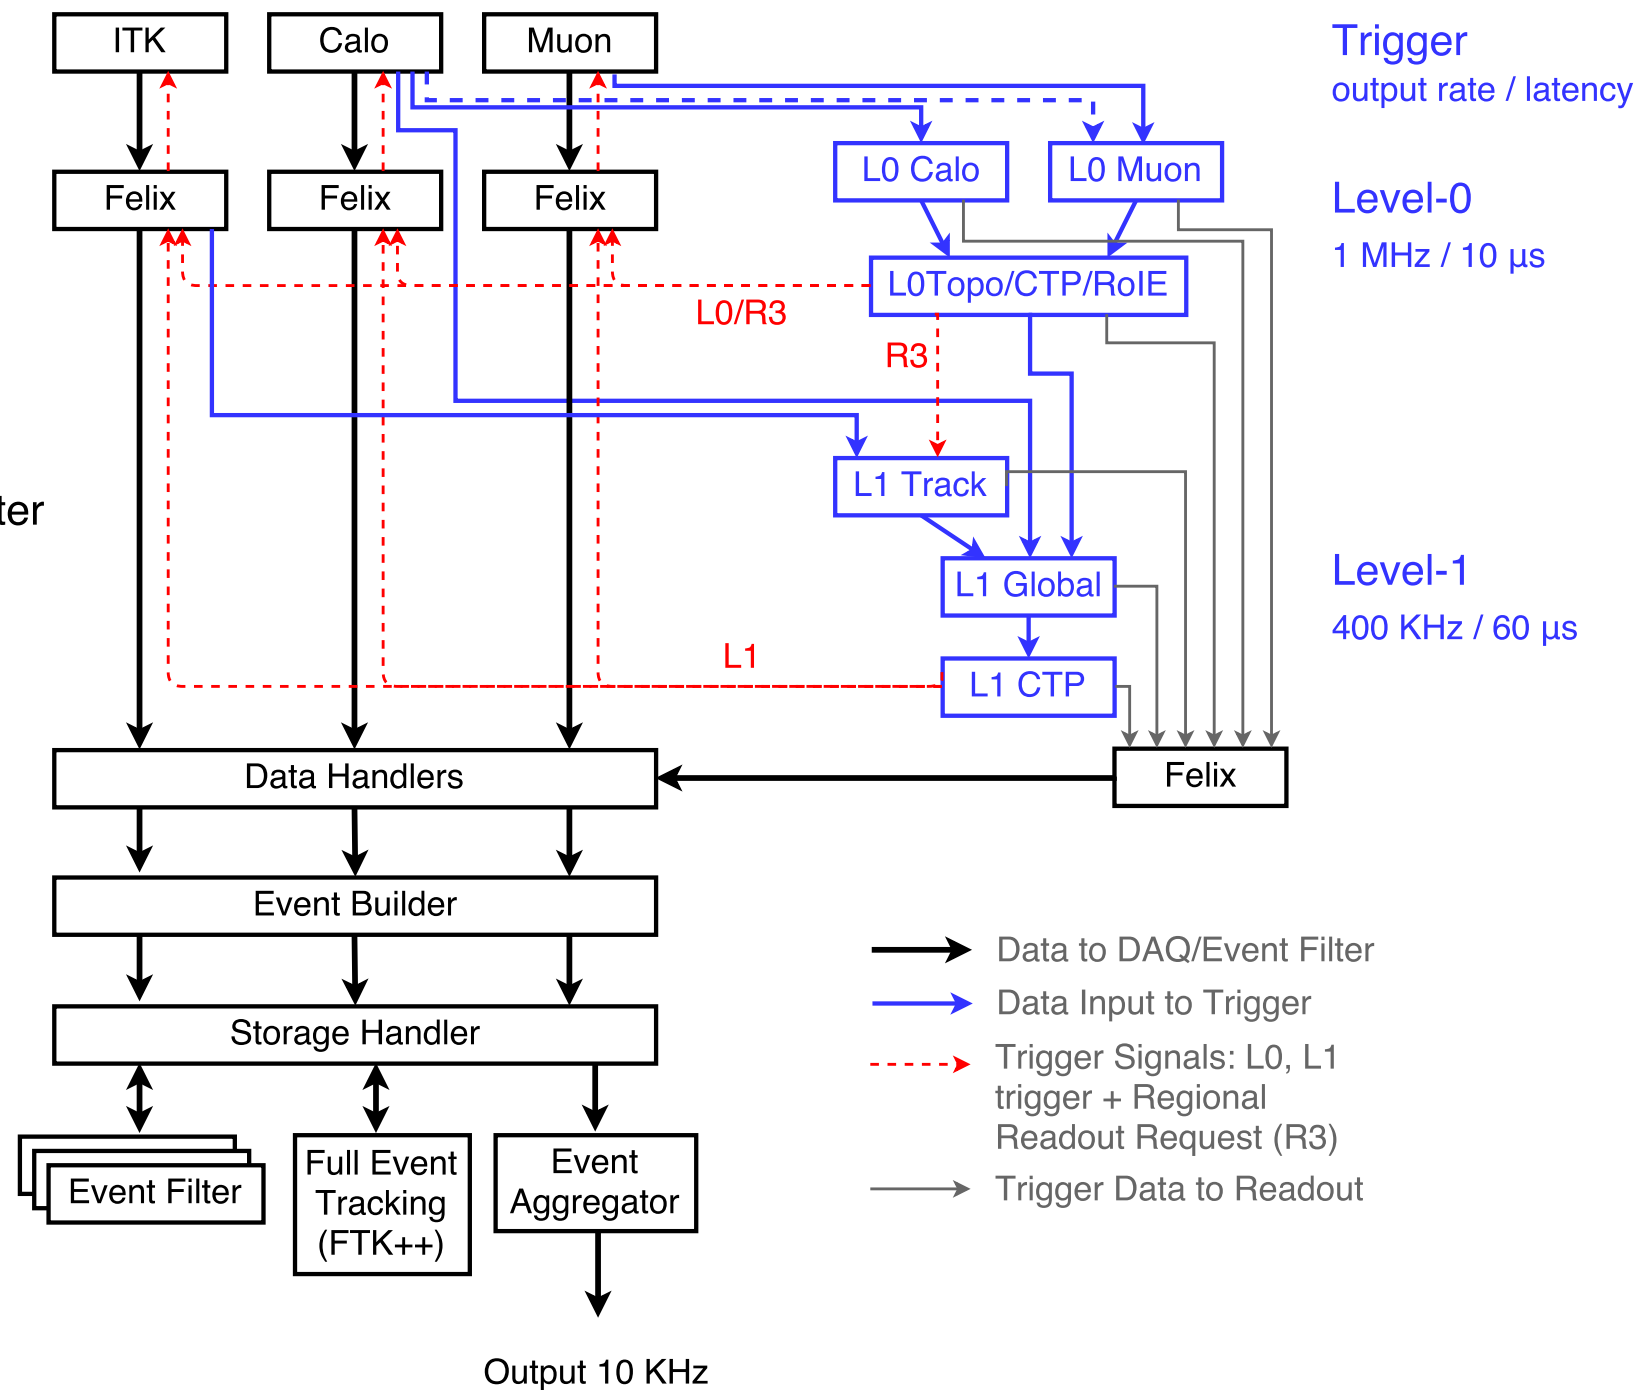 ITK
Calo
Muon
Trigger
output rate / latency
Felix
Felix
Felix
L0 Calo
L0 Muon
Level-0
1 MHz / 10 μs
L0Topo/CTP/RoIE
L0/R3
R3
L1 Track
ter
L1 Global
Level-1
400 KHz / 60 μs
L1
L1 CTP
Data Handlers
Felix
Event Builder
Data to DAQ/Event Filter
Data Input to Trigger
Storage Handler
Trigger Signals: L0, L1
trigger + Regional
Readout Request (R3)
Trigger Data to Readout
Event Filter
Full Event
Tracking
(FTK++)
Event
Aggregator
Output 10 KHz